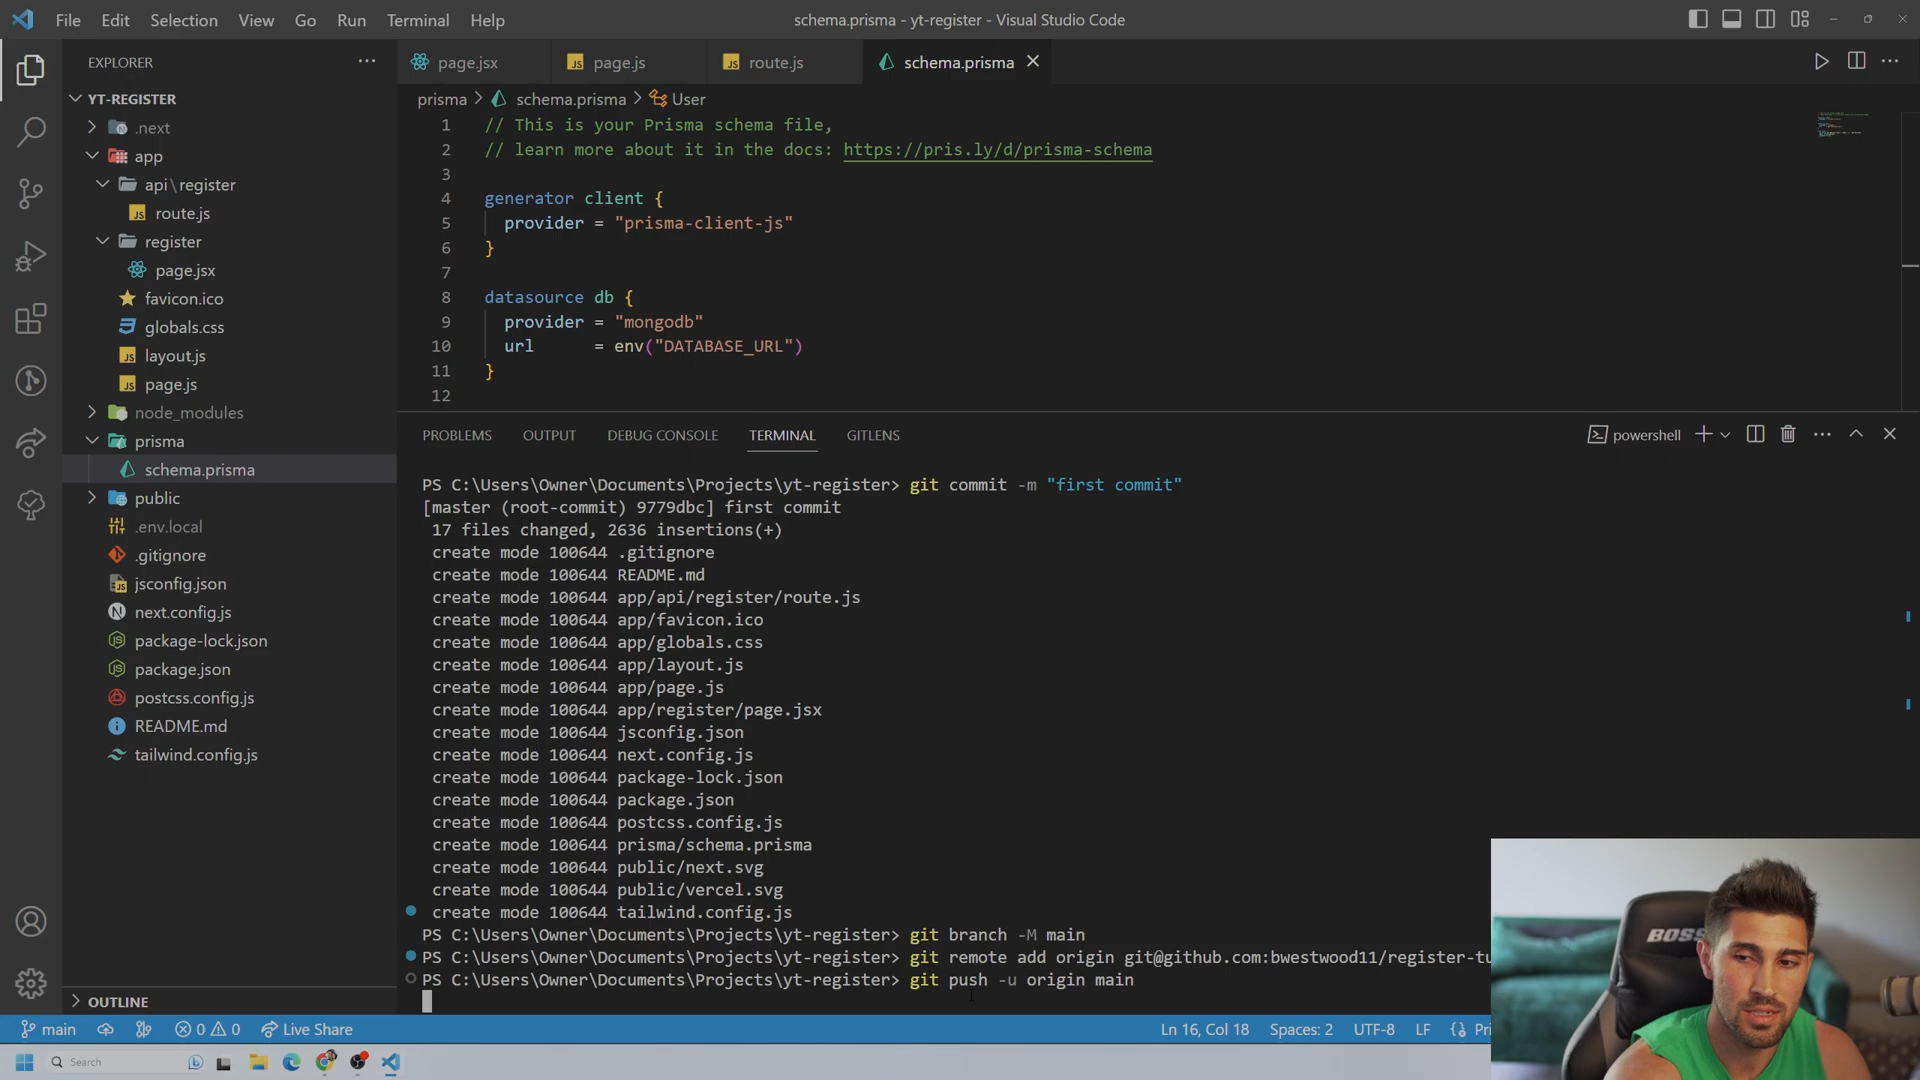 File Edit Selection View Go Run Terminal Help
schema.prisma - yt-register - Visual Studio Code
EXPLORER
YT-REGISTER
.next
app
api\register
route.js
register
page.jsx
favicon.ico
globals.css
layout.js
page.js
node_modules
prisma
schema.prisma
public
.env.local
.gitignore
jsconfig.json
next.config.js
package-lock.json
package.json
postcss.config.js
README.md
tailwind.config.js
OUTLINE
page.jsx page.js route.js schema.prisma
prisma > schema.prisma > User
1 // This is your Prisma schema file,
2 // learn more about it in the docs: https://pris.ly/d/prisma-schema
3
4 generator client {
5 provider = "prisma-client-js"
6 }
7
8 datasource db {
9 provider = "mongodb"
10 url = env("DATABASE_URL")
11 }
12
PROBLEMS OUTPUT DEBUG CONSOLE TERMINAL GITLENS
powershell
PS C:\Users\Owner\Documents\Projects\yt-register> git commit -m "first commit"
[master (root-commit) 9779dbc] first commit
17 files changed, 2636 insertions(+)
create mode 100644 .gitignore
create mode 100644 README.md
create mode 100644 app/api/register/route.js
create mode 100644 app/favicon.ico
create mode 100644 app/globals.css
create mode 100644 app/layout.js
create mode 100644 app/page.js
create mode 100644 app/register/page.jsx
create mode 100644 jsconfig.json
create mode 100644 next.config.js
create mode 100644 package-lock.json
create mode 100644 package.json
create mode 100644 postcss.config.js
create mode 100644 prisma/schema.prisma
create mode 100644 public/next.svg
create mode 100644 public/vercel.svg
create mode 100644 tailwind.config.js
PS C:\Users\Owner\Documents\Projects\yt-register> git branch -M main
PS C:\Users\Owner\Documents\Projects\yt-register> git remote add origin git@github.com:bwestwood11/register-tu
PS C:\Users\Owner\Documents\Projects\yt-register> git push -u origin main
BOSS
main 0 0 Live Share
Ln 16, Col 18 Spaces: 2 UTF-8 LF Pri
Search